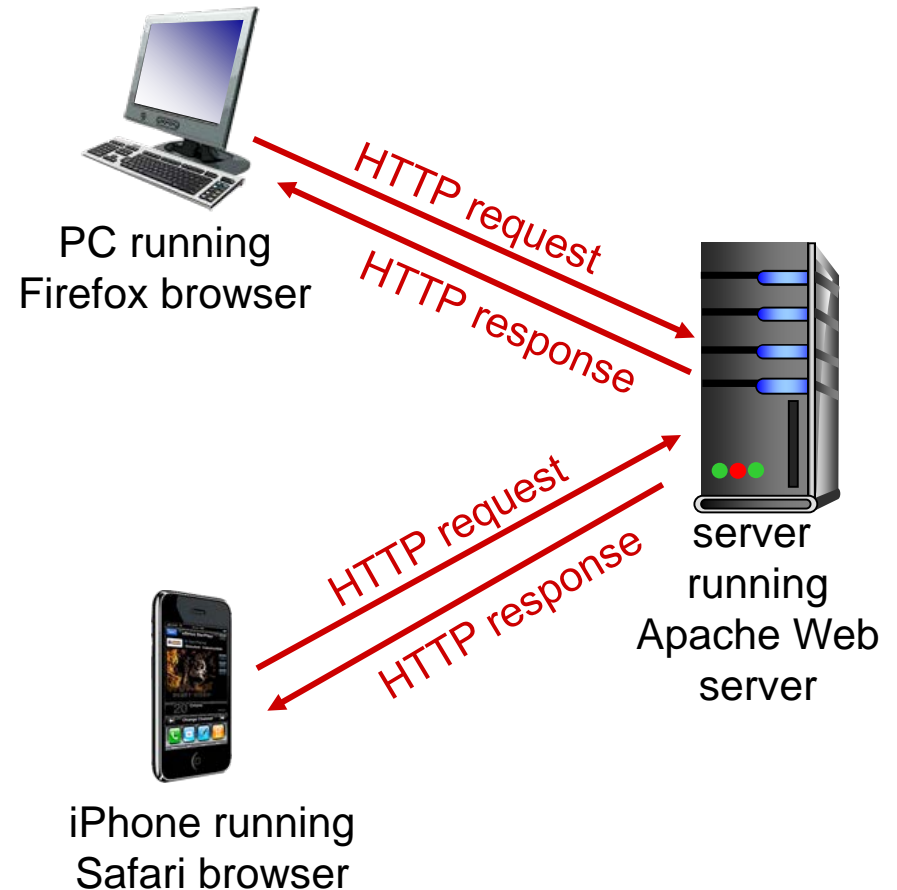 HTTP request
HTTP response
PC running
Firefox browser
HTTP request
HTTP response
server
running
Apache Web
server
iPhone running
Safari browser